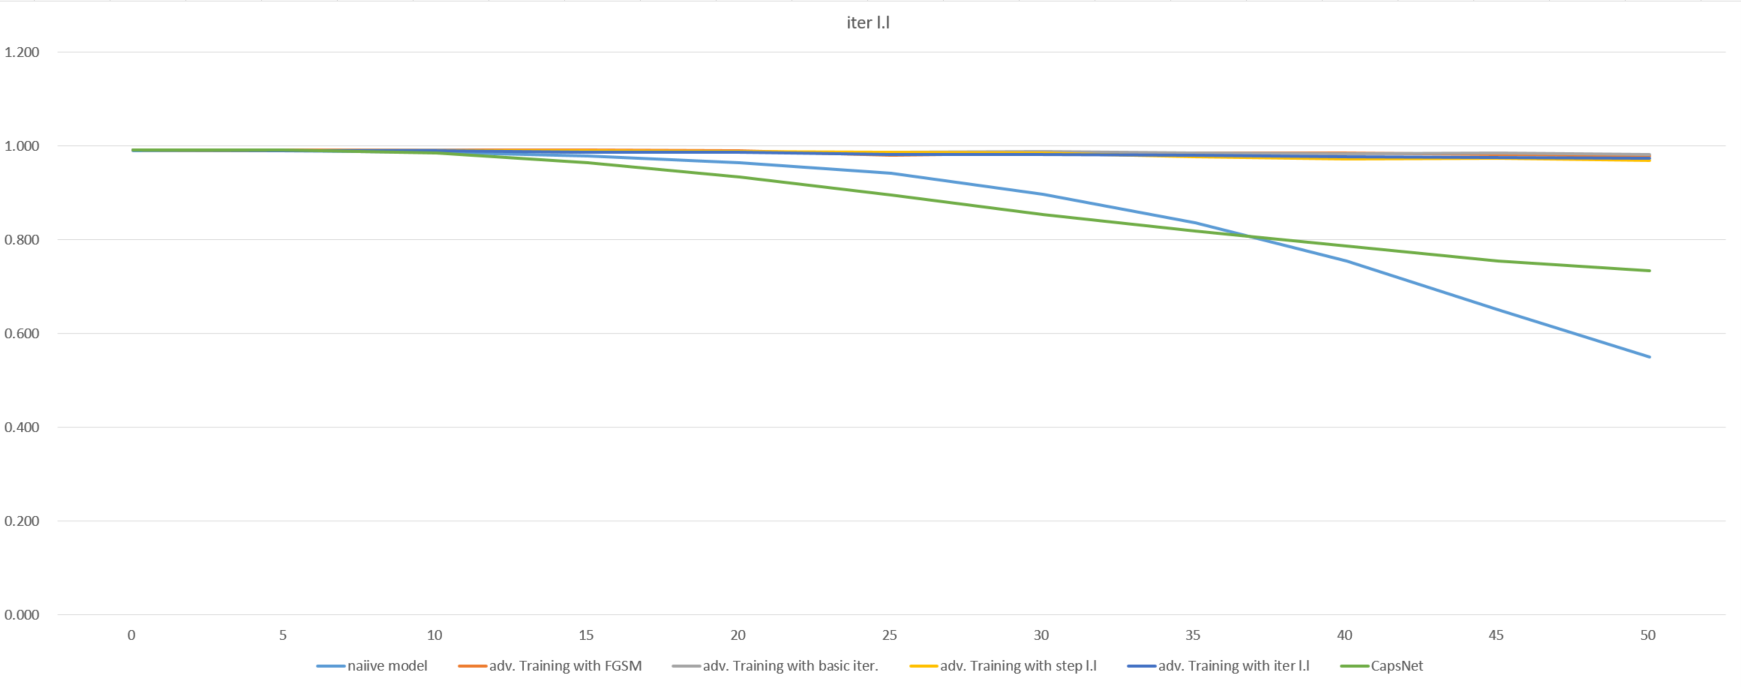 iter l.l
1.200
1.000
0.800
0.600
0.400
0.200
0.000
0 5 10 15 20 25 30 35 40 45 50
naiive model adv. Training with FGSM adv. Training with basic iter. adv. Training with step l.l adv. Training with iter l.l CapsNet